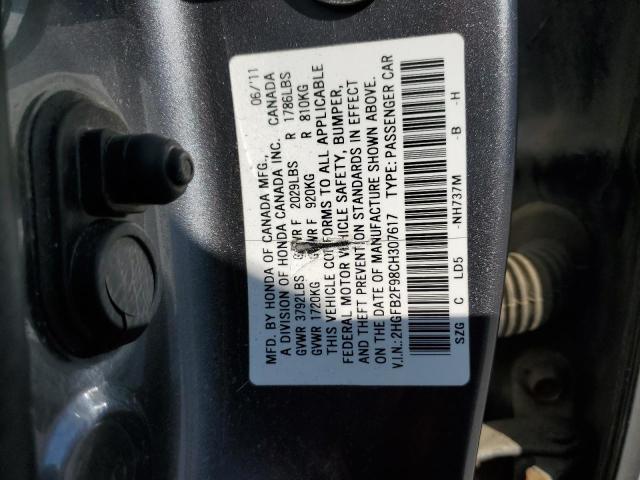 MFD. BY HONDA OF CANADA MFG., 06/'11
A DIVISION OF HONDA CANADA INC. CANADA
GVWR 3792LBS GAWR F 2029LBS R 1786LBS
GVWR 1720KG GAWR F 920KG R 810KG
THIS VEHICLE CONFORMS TO ALL APPLICABLE
FEDERAL MOTOR VEHICLE SAFETY, BUMPER,
AND THEFT PREVENTION STANDARDS IN EFFECT
ON THE DATE OF MANUFACTURE SHOWN ABOVE.
V.I.N.: 2HGFB2F98CH307617 TYPE: PASSENGER CAR
SZG C LD5 -NH737M -B -H